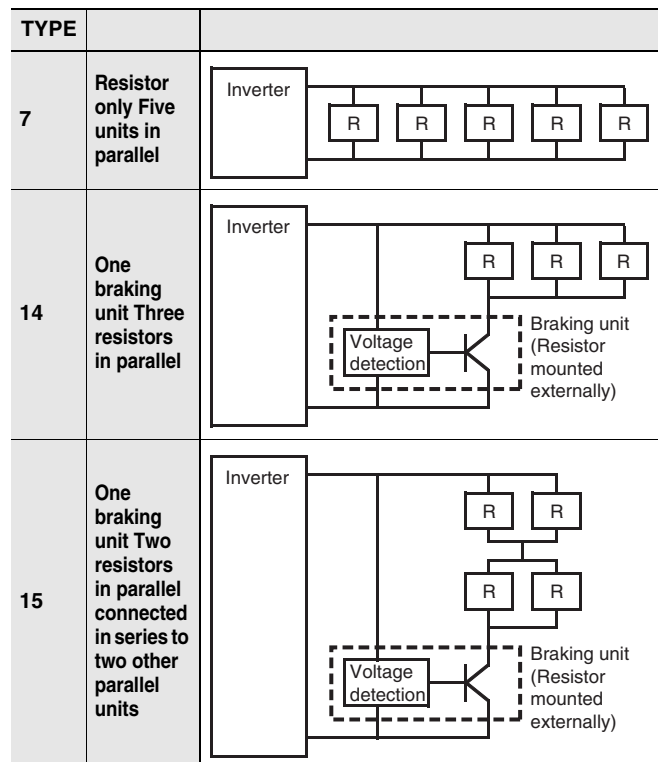 TYPE
7
Resistor
only Five
units in
parallel
Inverter
R R R R R
14
One
braking
unit Three
resistors
in parallel
Inverter
R R R
Voltage
detection
Braking unit
(Resistor
mounted
externally)
15
One
braking
unit Two
resistors
in parallel
connected
in series to
two other
parallel
units
Inverter
R R
R R
Voltage
detection
Braking unit
(Resistor
mounted
externally)